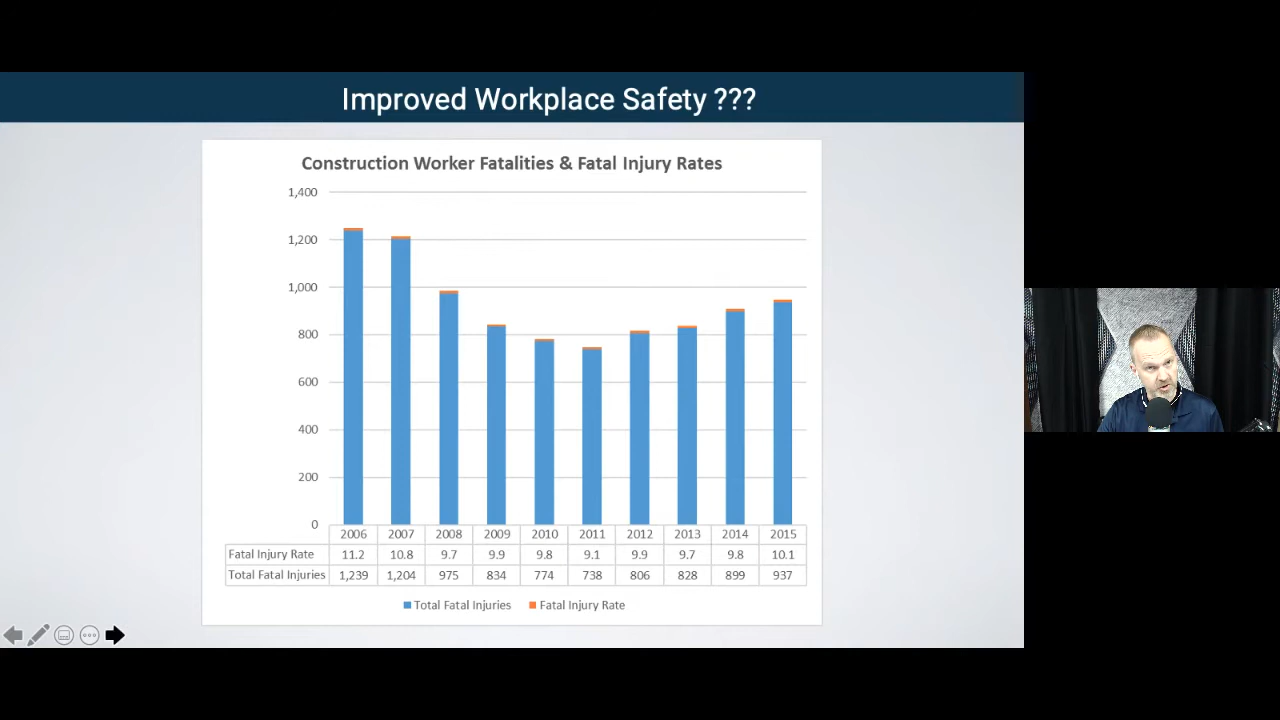 Improved Workplace Safety ???
Construction Worker Fatalities & Fatal Injury Rates
1,400
1,200
1,000
800
600
400
200
0
2006 2007 2008 2009 2010 2011 2012 2013 2014 2015
Fatal Injury Rate 11.2 10.8 9.7 9.9 9.8 9.1 9.9 9.7 9.8 10.1
Total Fatal Injuries 1,239 1,204 975 834 774 738 806 828 899 937
Total Fatal Injuries Fatal Injury Rate